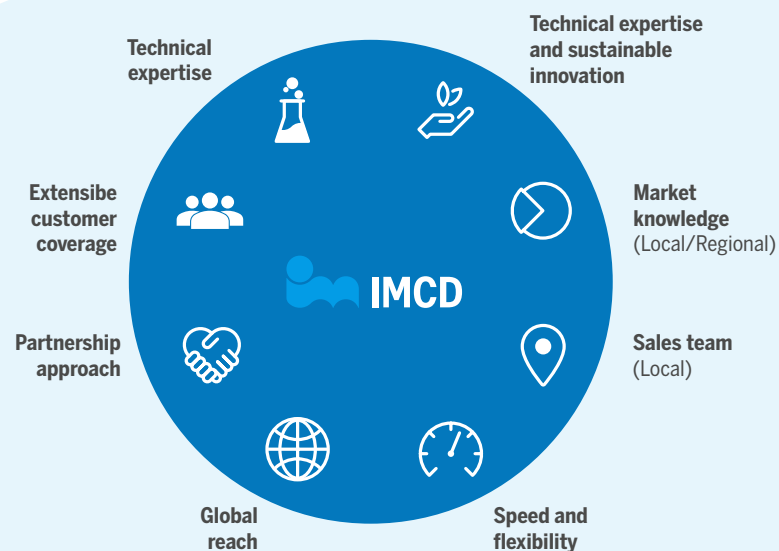 Technical
expertise
Technical expertise
and sustainable
innovation
Extensibe
customer
coverage
Market
knowledge
(Local/Regional)
IMCD
Partnership
approach
Sales team
(Local)
Global
reach
Speed and
flexibility